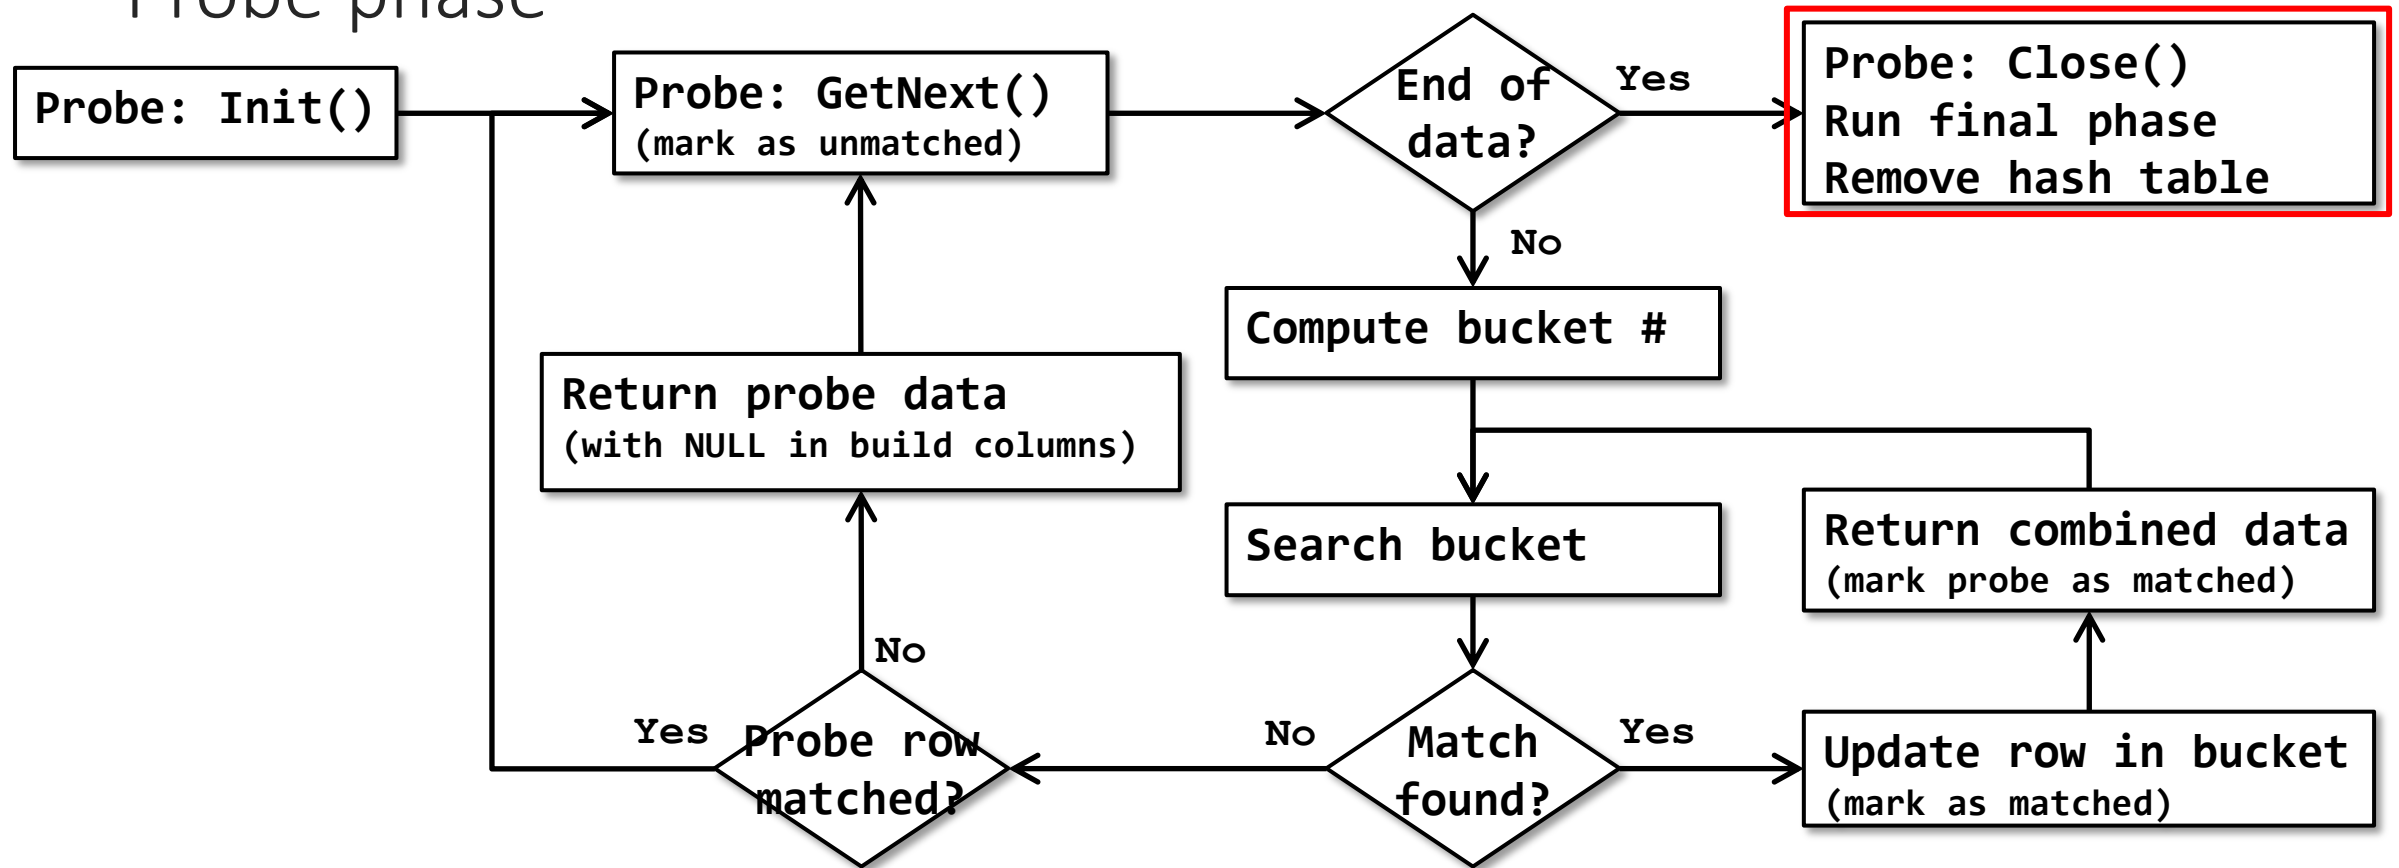 Probe phase
Probe: Init()
Probe: GetNext()
(mark as unmatched)
End of
data?
Yes
Probe: Close()
Run final phase
Remove hash table
No
Compute bucket #
Return probe data
(with NULL in build columns)
Search bucket
Return combined data
(mark probe as matched)
No
Yes
Probe row
matched?
No
Match
found?
Yes
Update row in bucket
(mark as matched)